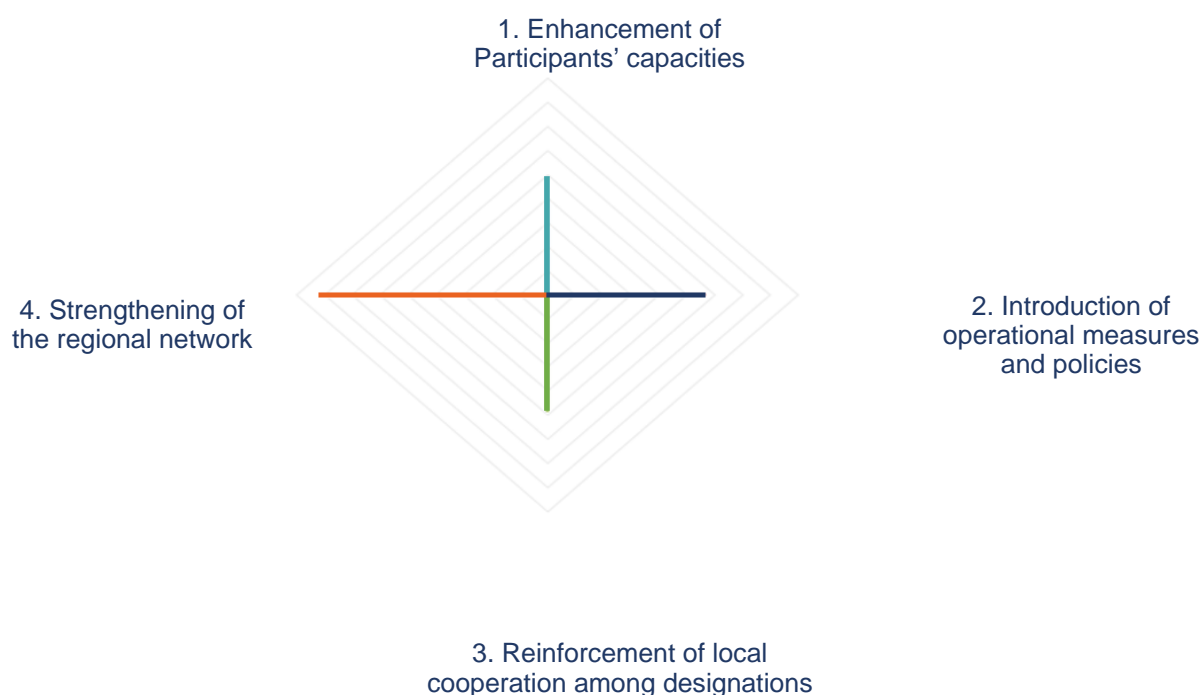 1. Enhancement of
Participants’ capacities
4. Strengthening of
the regional network
2. Introduction of
operational measures
and policies
3. Reinforcement of local
cooperation among designations